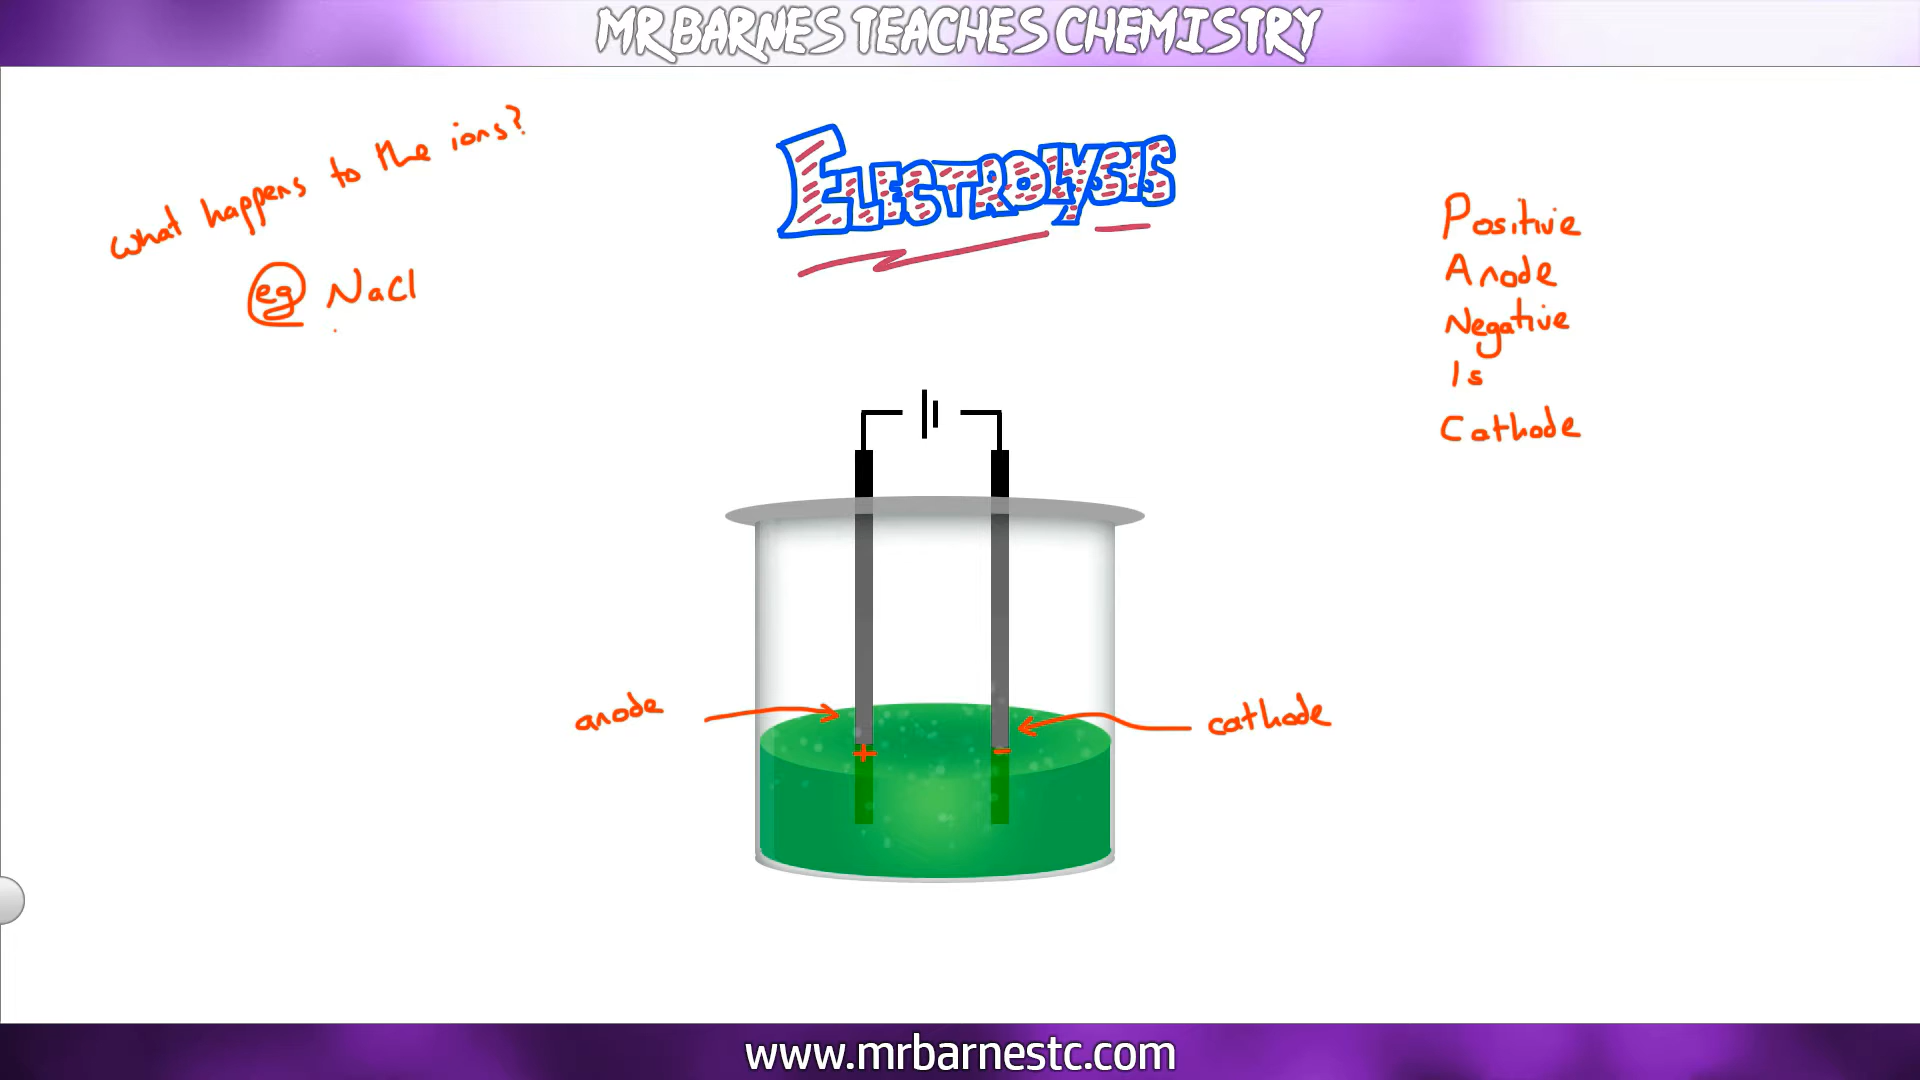 MR BARNES TEACHES CHEMISTRY
what happens to the ions?
eg NaCl
ELECTROLYSIS
Positive
Anode
Negative
Is
Cathode
anode
cathode
+
-
www.mrbarnestc.com